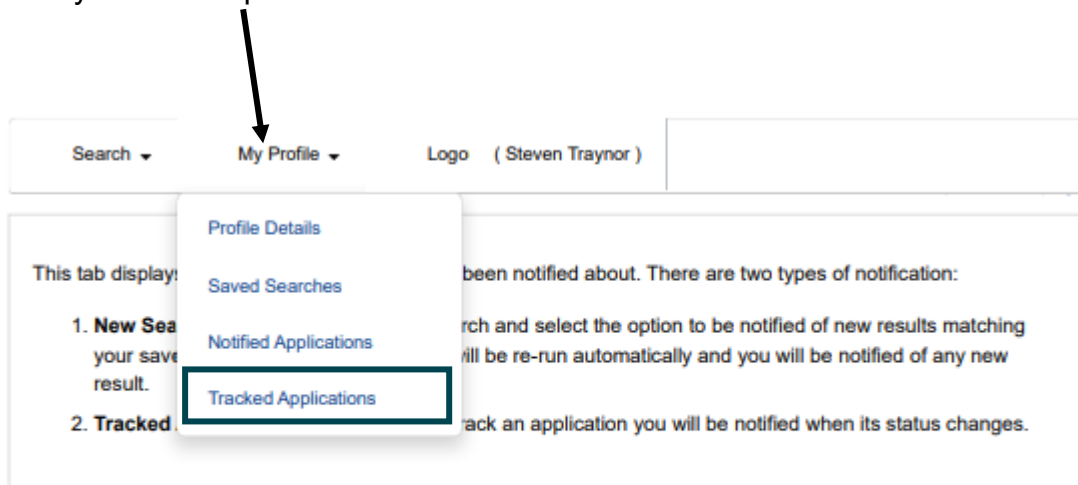 Search My Profile Logo ( Steven Traynor )
Profile Details
This tab displays been notified about. There are two types of notification:
Saved Searches
1. New Sea rch and select the option to be notified of new results matching
Notified Applications
your save will be re-run automatically and you will be notified of any new
result.
Tracked Applications
2. Tracked rack an application you will be notified when its status changes.